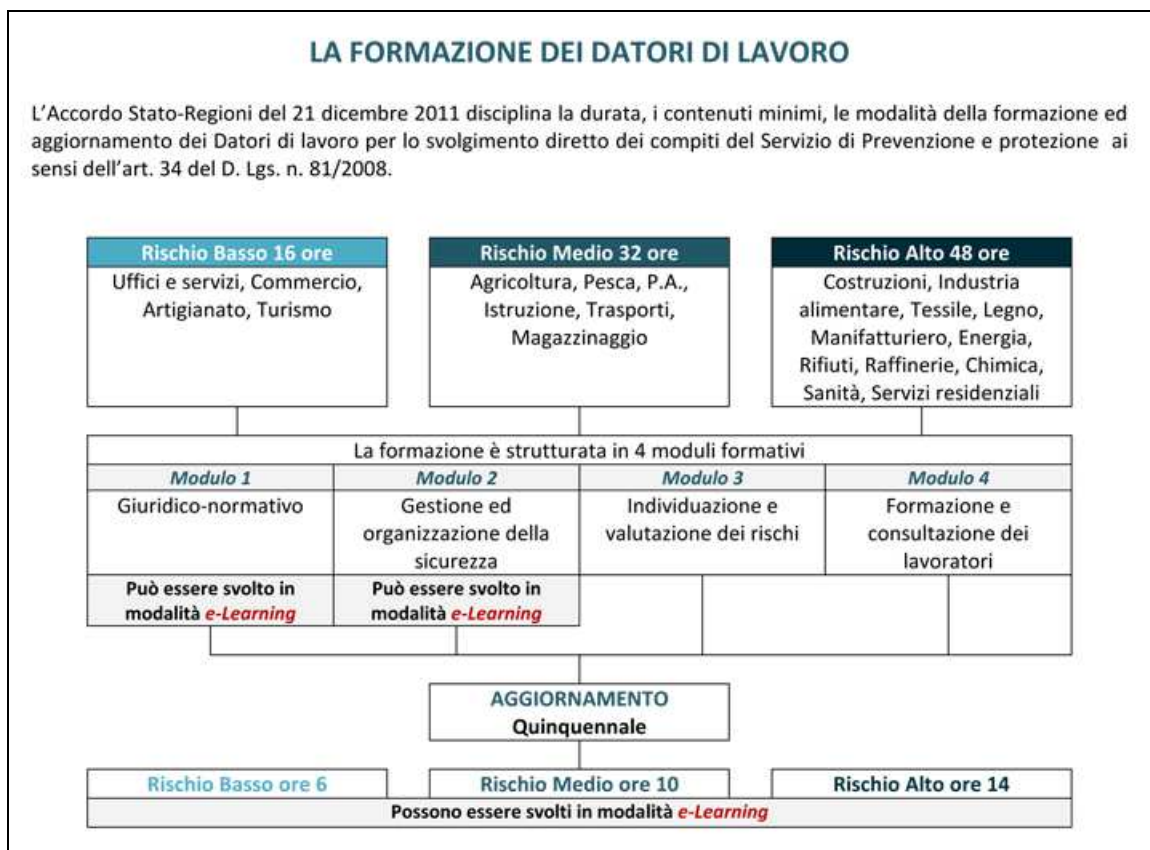 LA FORMAZIONE DEI DATORI DI LAVORO
L'Accordo Stato-Regioni del 21 dicembre 2011 disciplina la durata, i contenuti minimi, le modalità della formazione ed
aggiornamento dei Datori di lavoro per lo svolgimento diretto dei compiti del Servizio di Prevenzione e protezione ai
sensi dell'art. 34 del D. Lgs. n. 81/2008.
Rischio Basso 16 ore
Uffici e servizi, Commercio,
Artigianato, Turismo
Rischio Medio 32 ore
Agricoltura, Pesca, P.A.,
Istruzione, Trasporti,
Magazzinaggio
Rischio Alto 48 ore
Costruzioni, Industria
alimentare, Tessile, Legno,
Manifatturiero, Energia,
Rifiuti, Raffinerie, Chimica,
Sanità, Servizi residenziali
La formazione è strutturata in 4 moduli formativi
Modulo 1
Giuridico-normativo
Può essere svolto in
modalità e-Learning
Modulo 2
Gestione ed
organizzazione della
sicurezza
Può essere svolto in
modalità e-Learning
Modulo 3
Individuazione e
valutazione dei rischi
Modulo 4
Formazione e
consultazione dei
lavoratori
AGGIORNAMENTO
Quinquennale
Rischio Basso ore 6
Rischio Medio ore 10
Rischio Alto ore 14
Possono essere svolti in modalità e-Learning